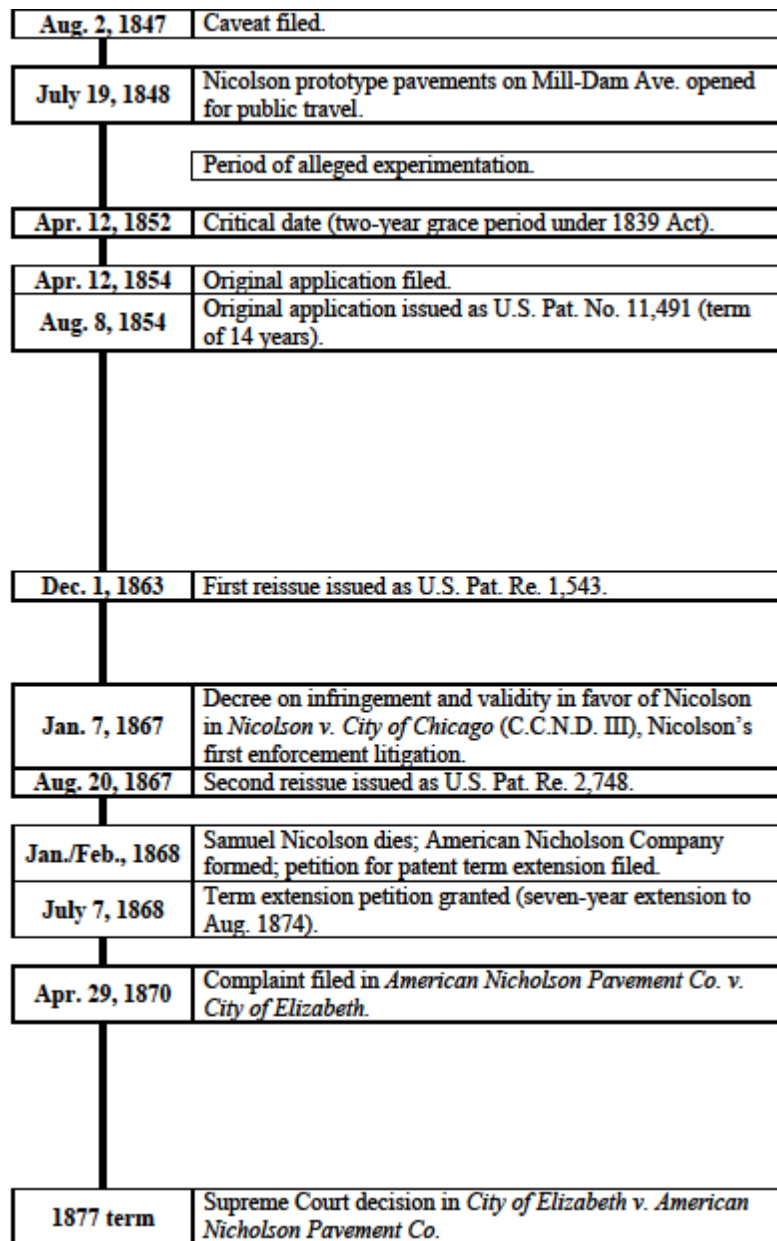 Aug. 2, 1847 Caveat filed.
July 19, 1848 Nicolson prototype pavements on Mill-Dam Ave. opened
for public travel.
Period of alleged experimentation.
Apr. 12, 1852 Critical date (two-year grace period under 1839 Act).
Apr. 12, 1854 Original application filed.
Aug. 8, 1854 Original application issued as U.S. Pat. No. 11,491 (term
of 14 years).
Dec. 1, 1863 First reissue issued as U.S. Pat. Re. 1,543.
Jan. 7, 1867 Decree on infringement and validity in favor of Nicolson
in Nicolson v. City of Chicago (C.C.N.D. Ill), Nicolson's
first enforcement litigation.
Aug. 20, 1867 Second reissue issued as U.S. Pat. Re. 2,748.
Jan./Feb., 1868 Samuel Nicolson dies; American Nicholson Company
formed; petition for patent term extension filed.
July 7, 1868 Term extension petition granted (seven-year extension to
Aug. 1874).
Apr. 29, 1870 Complaint filed in American Nicholson Pavement Co. v.
City of Elizabeth.
1877 term Supreme Court decision in City of Elizabeth v. American
Nicholson Pavement Co.